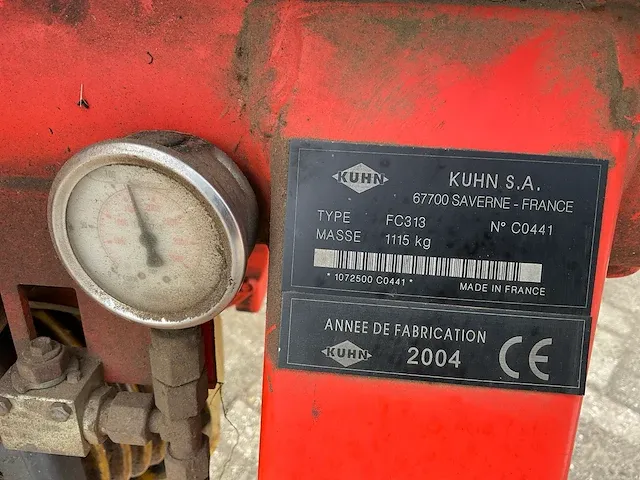 KUHN
KUHN S.A.
67700 SAVERNE - FRANCE
TYPE FC313 N° C0441
MASSE 1115 kg
*1072500 C0441* MADE IN FRANCE
ANNEE DE FABRICATION
KUHN 2004 CE